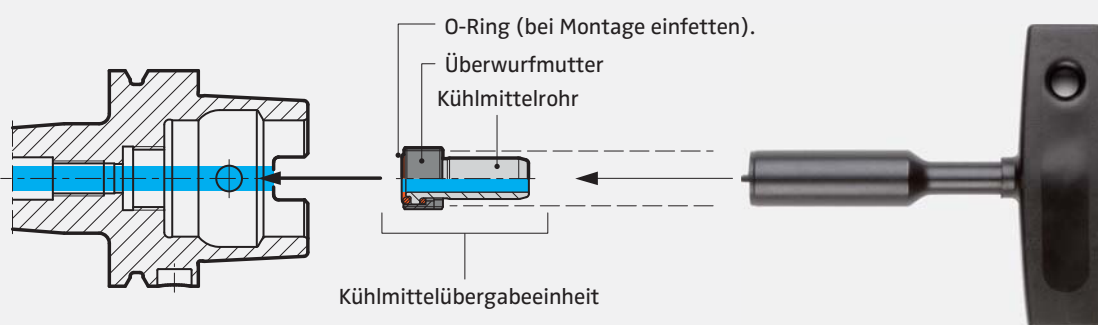 O-Ring (bei Montage einfetten).
Überwurfmutter
Kühlmittelrohr
Kühlmittelübergabeeinheit